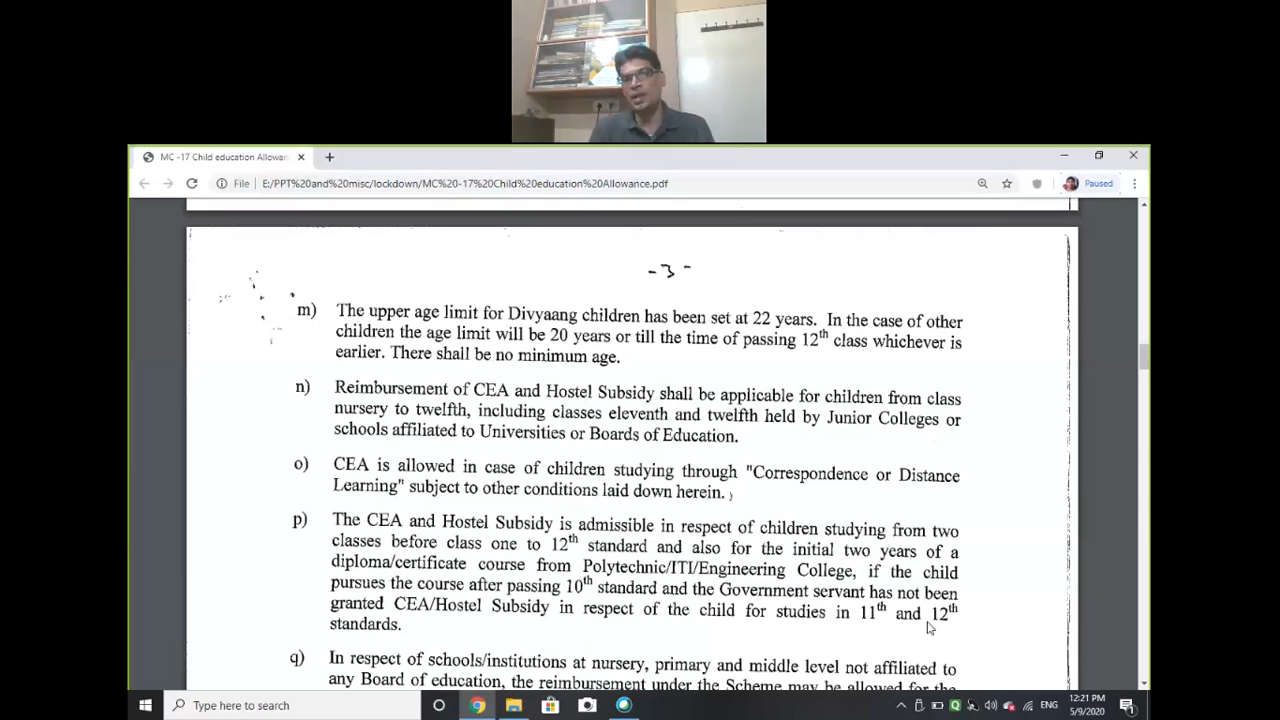 MC -17 Child education Allowan
File
E:/PPT%20and%20misc/lockdown/MC%20-17%20Child%20education%20Allowance.pdf
Paused
-3-
m) The upper age limit for Divyaang children has been set at 22 years. In the case of other
children the age limit will be 20 years or till the time of passing 12th class whichever is
earlier. There shall be no minimum age.
n) Reimbursement of CEA and Hostel Subsidy shall be applicable for children from class
nursery to twelfth, including classes eleventh and twelfth held by Junior Colleges or
schools affiliated to Universities or Boards of Education.
o) CEA is allowed in case of children studying through "Correspondence or Distance
Learning" subject to other conditions laid down herein.
p) The CEA and Hostel Subsidy is admissible in respect of children studying from two
classes before class one to 12th standard and also for the initial two years of a
diploma/certificate course from Polytechnic/ITI/Engineering College, if the child
pursues the course after passing 10th standard and the Government servant has not been
granted CEA/Hostel Subsidy in respect of the child for studies in 11th and 12th
standards.
q) In respect of schools/institutions at nursery, primary and middle level not affiliated to
any Board of education, the reimbursement under the Scheme may be allowed for the
Type here to search
ENG
12:21 PM
5/9/2020